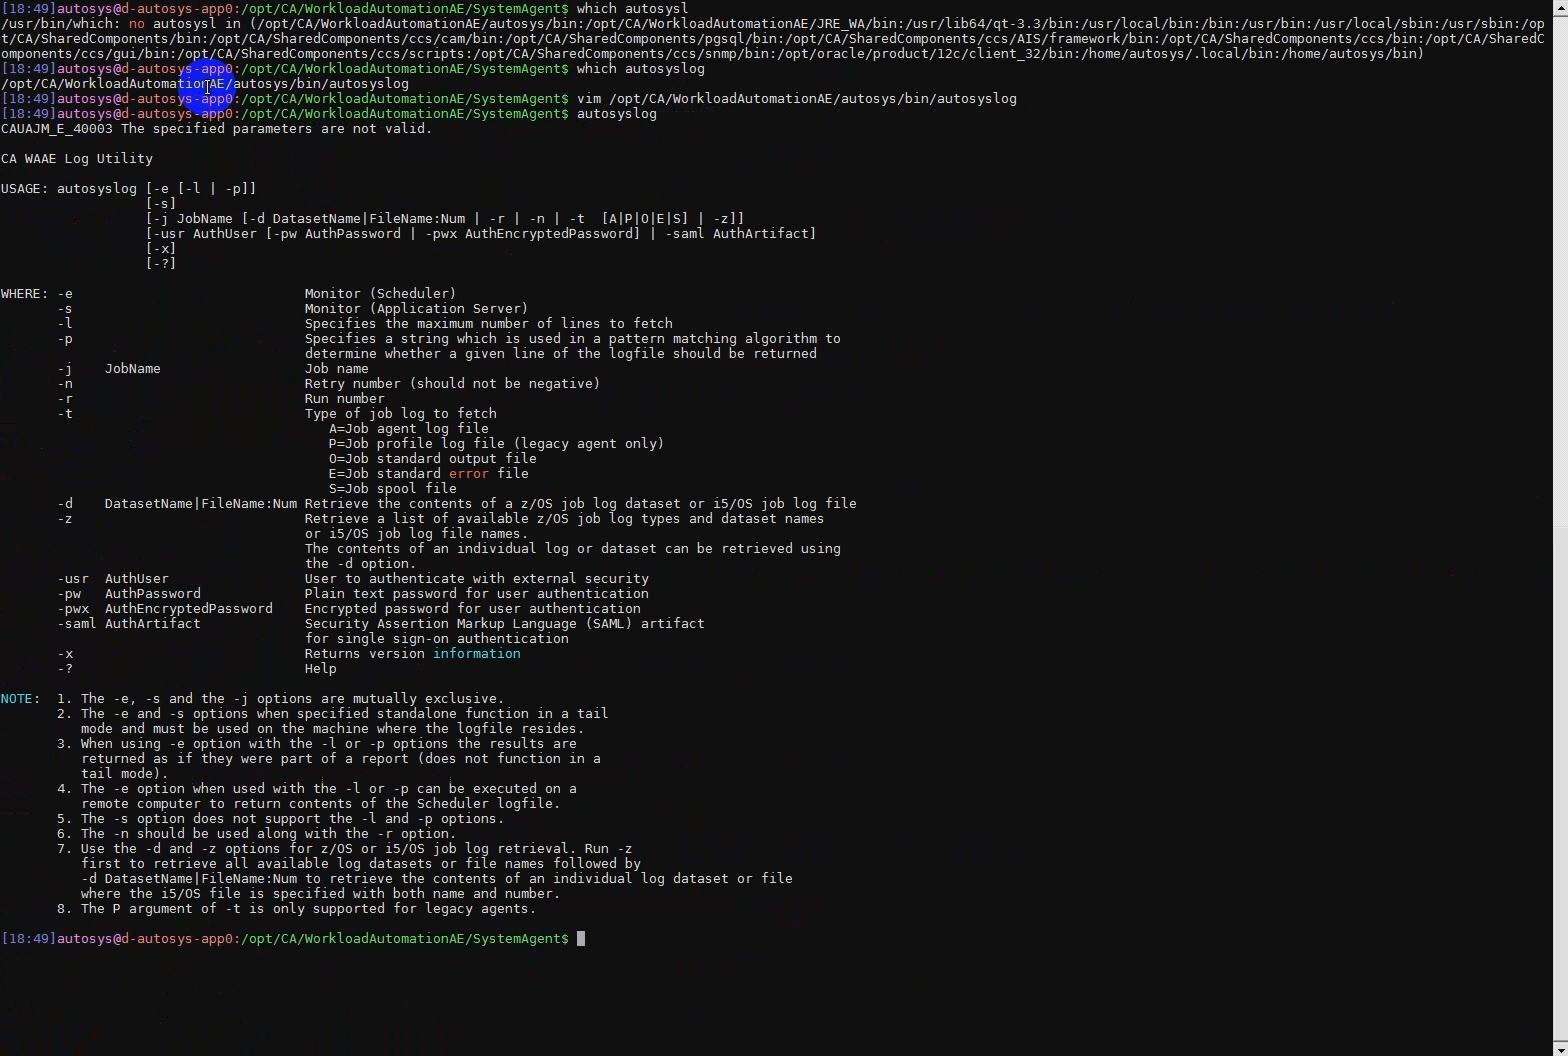 [18:49]autosys@d-autosys-app0:/opt/CA/WorkloadAutomationAE/SystemAgent$ which autosysl
/usr/bin/which: no autosysl in (/opt/CA/WorkloadAutomationAE/autosys/bin:/opt/CA/WorkloadAutomationAE/JRE_WA/bin:/usr/lib64/qt-3.3/bin:/usr/local/bin:/bin:/usr/bin:/usr/local/sbin:/usr/sbin:/op
t/CA/SharedComponents/bin:/opt/CA/SharedComponents/ccs/cam/bin:/opt/CA/SharedComponents/pgsql/bin:/opt/CA/SharedComponents/ccs/AIS/framework/bin:/opt/CA/SharedComponents/ccs/bin:/opt/CA/SharedC
omponents/ccs/gui/bin:/opt/CA/SharedComponents/ccs/scripts:/opt/CA/SharedComponents/ccs/snmp/bin:/opt/oracle/product/12c/client_32/bin:/home/autosys/.local/bin:/home/autosys/bin)
[18:49]autosys@d-autosys-app0:/opt/CA/WorkloadAutomationAE/SystemAgent$ which autosyslog
/opt/CA/WorkloadAutomationAE/autosys/bin/autosyslog
[18:49]autosys@d-autosys-app0:/opt/CA/WorkloadAutomationAE/SystemAgent$ vim /opt/CA/WorkloadAutomationAE/autosys/bin/autosyslog
[18:49]autosys@d-autosys-app0:/opt/CA/WorkloadAutomationAE/SystemAgent$ autosyslog
CAUAJM_E_40003 The specified parameters are not valid.

CA WAAE Log Utility

USAGE: autosyslog [-e [-l | -p]]
                  [-s]
                  [-j JobName [-d DatasetName|FileName:Num | -r | -n | -t  [A|P|O|E|S] | -z]]
                  [-usr AuthUser [-pw AuthPassword | -pwx AuthEncryptedPassword] | -saml AuthArtifact]
                  [-x]
                  [-?]

WHERE: -e                             Monitor (Scheduler)
       -s                             Monitor (Application Server)
       -l                             Specifies the maximum number of lines to fetch
       -p                             Specifies a string which is used in a pattern matching algorithm to
                                      determine whether a given line of the logfile should be returned
       -j    JobName                  Job name
       -n                             Retry number (should not be negative)
       -r                             Run number
       -t                             Type of job log to fetch
                                         A=Job agent log file
                                         P=Job profile log file (legacy agent only)
                                         O=Job standard output file
                                         E=Job standard error file
                                         S=Job spool file
       -d    DatasetName|FileName:Num Retrieve the contents of a z/OS job log dataset or i5/OS job log file
       -z                             Retrieve a list of available z/OS job log types and dataset names
                                      or i5/OS job log file names.
                                      The contents of an individual log or dataset can be retrieved using
                                      the -d option.
       -usr  AuthUser                 User to authenticate with external security
       -pw   AuthPassword             Plain text password for user authentication
       -pwx  AuthEncryptedPassword    Encrypted password for user authentication
       -saml AuthArtifact             Security Assertion Markup Language (SAML) artifact
                                      for single sign-on authentication
       -x                             Returns version information
       -?                             Help

NOTE:  1. The -e, -s and the -j options are mutually exclusive.
       2. The -e and -s options when specified standalone function in a tail
          mode and must be used on the machine where the logfile resides.
       3. When using -e option with the -l or -p options the results are
          returned as if they were part of a report (does not function in a
          tail mode).
       4. The -e option when used with the -l or -p can be executed on a
          remote computer to return contents of the Scheduler logfile.
       5. The -s option does not support the -l and -p options.
       6. The -n should be used along with the -r option.
       7. Use the -d and -z options for z/OS or i5/OS job log retrieval. Run -z
          first to retrieve all available log datasets or file names followed by
          -d DatasetName|FileName:Num to retrieve the contents of an individual log dataset or file
          where the i5/OS file is specified with both name and number.
       8. The P argument of -t is only supported for legacy agents.

[18:49]autosys@d-autosys-app0:/opt/CA/WorkloadAutomationAE/SystemAgent$